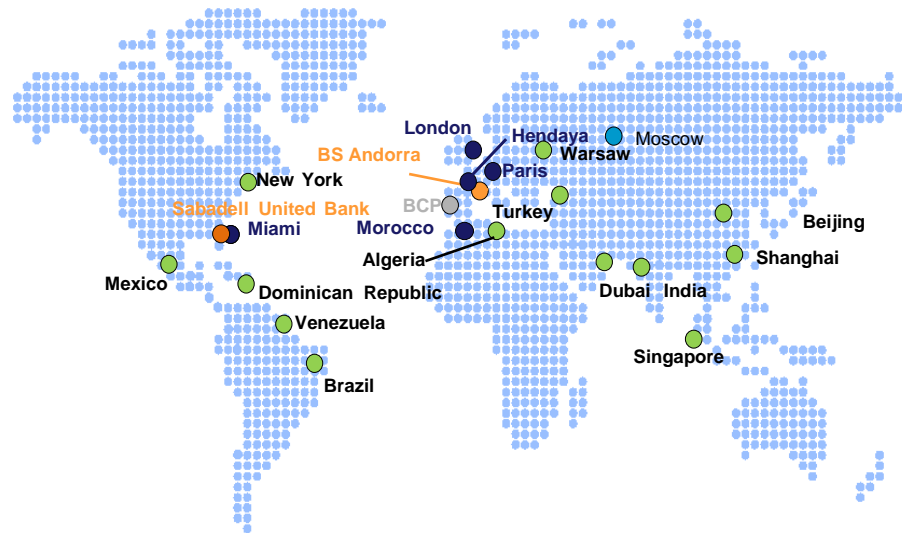 London
Hendaya
Moscow
BS Andorra
Warsaw
Paris
New York
Sabadell United Bank
BCP
Turkey
Beijing
Miami
Morocco
Algeria
Shanghai
Mexico
Dominican Republic
Dubai India
Venezuela
Singapore
Brazil